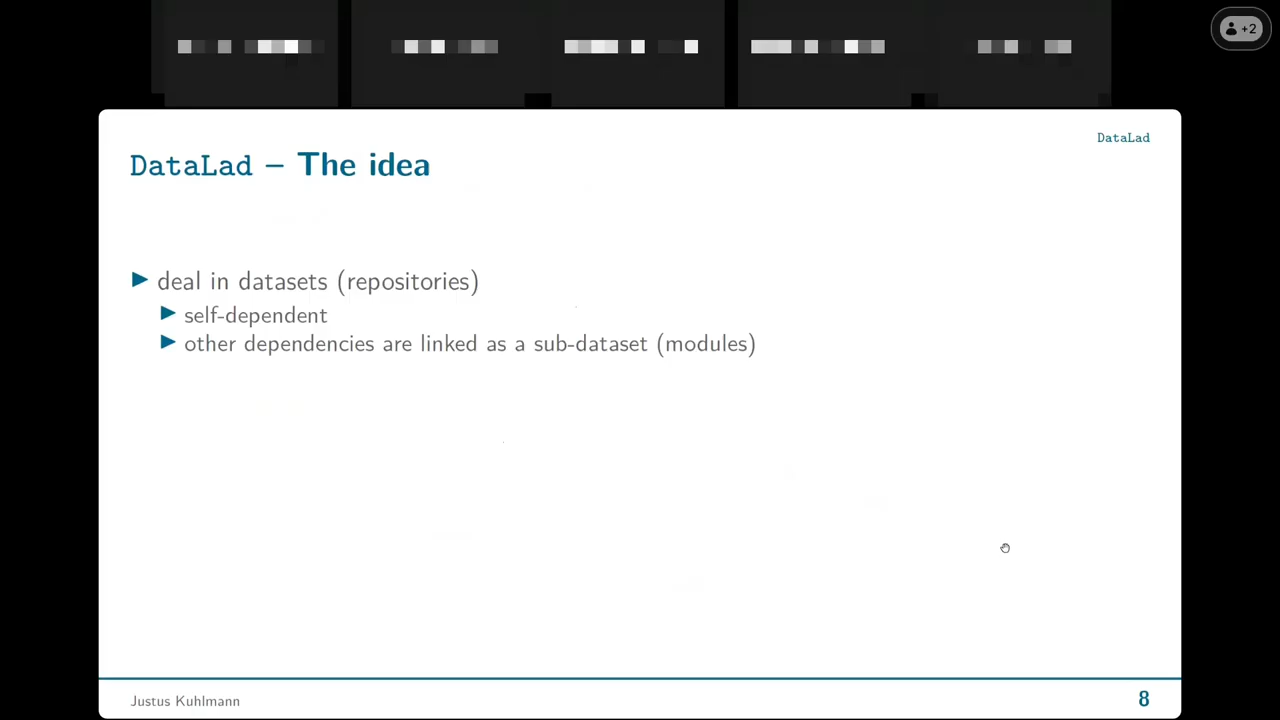 +2
DataLad
DataLad – The idea
deal in datasets (repositories)
self-dependent
other dependencies are linked as a sub-dataset (modules)
Justus Kuhlmann
8